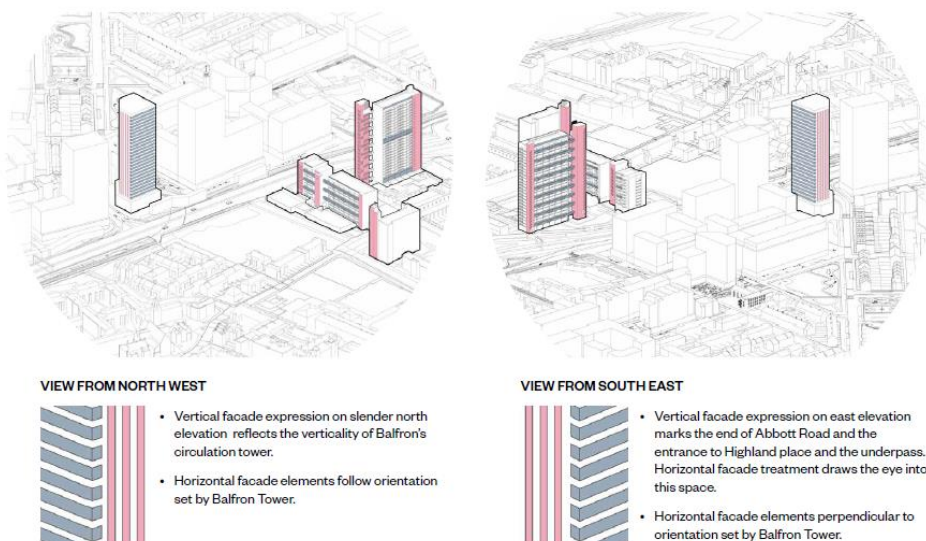 VIEW FROM NORTH WEST
• Vertical facade expression on slender north
elevation reflects the verticality of Balfron's
circulation tower.
• Horizontal facade elements follow orientation
set by Balfron Tower.
VIEW FROM SOUTH EAST
• Vertical facade expression on east elevation
marks the end of Abbott Road and the
entrance to Highland place and the underpass.
Horizontal facade treatment draws the eye into
this space.
• Horizontal facade elements perpendicular to
orientation set by Balfron Tower.